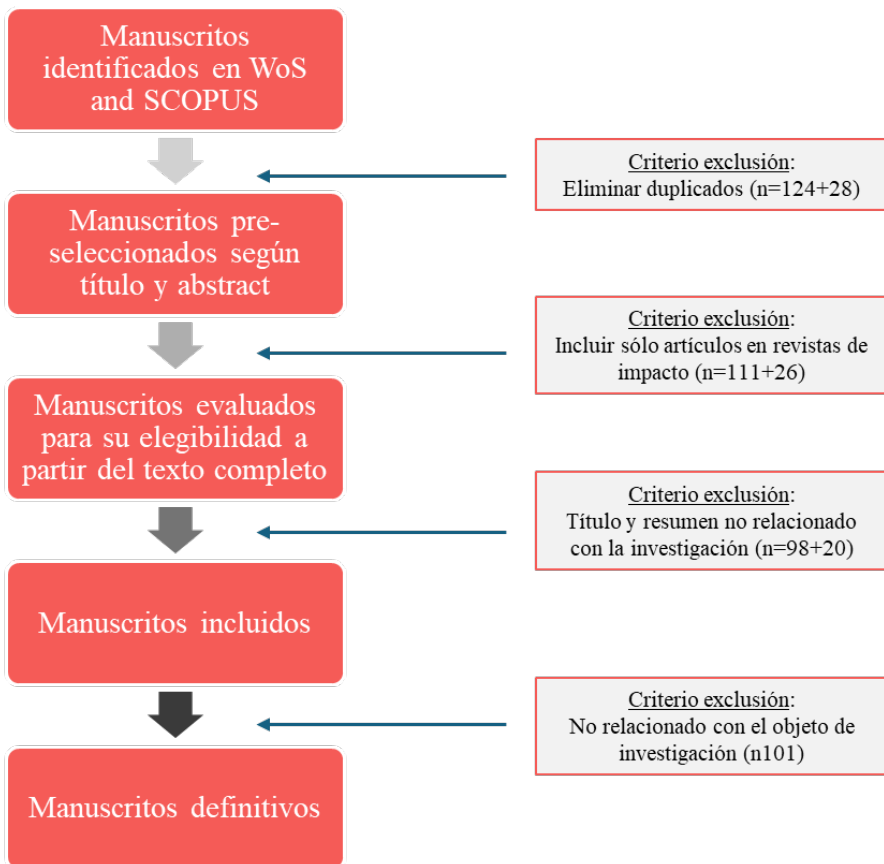 Manuscritos
identificados en WoS
and SCOPUS
Criterio exclusión:
Eliminar duplicados (n=124+28)
Manuscritos pre-
seleccionados según
título y abstract
Criterio exclusión:
Incluir sólo artículos en revistas de
impacto (n=111+26)
Manuscritos evaluados
para su elegibilidad a
partir del texto completo
Criterio exclusión:
Título y resumen no relacionado
con la investigación (n=98+20)
Manuscritos incluidos
Criterio exclusión:
No relacionado con el objeto de
investigación (n101)
Manuscritos definitivos